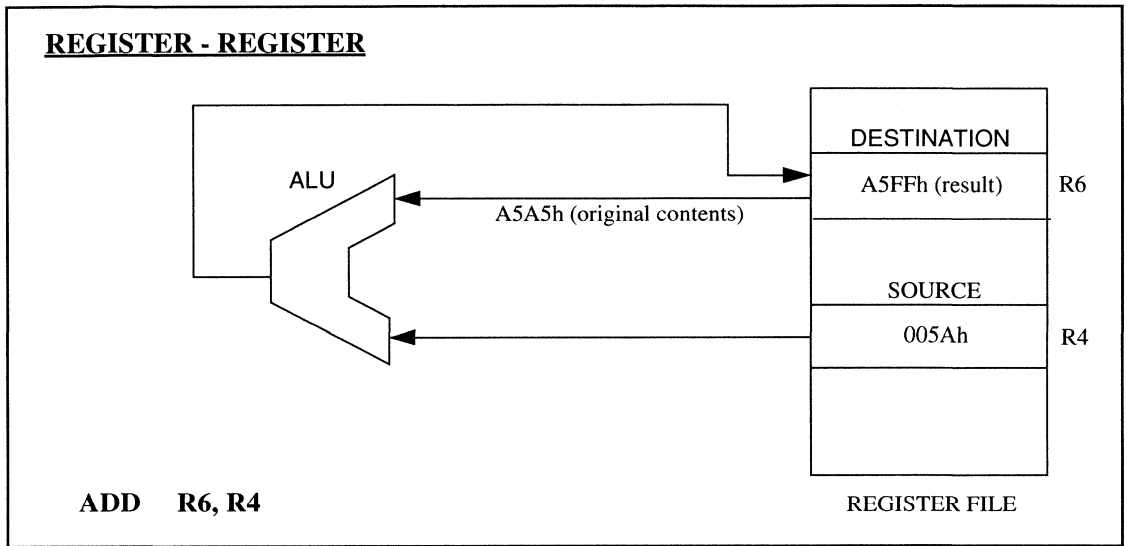 REGISTER - REGISTER
DESTINATION
ALU
A5FFh (result)
R6
A5A5h (original contents)
SOURCE
005Ah
R4
ADD R6, R4
REGISTER FILE